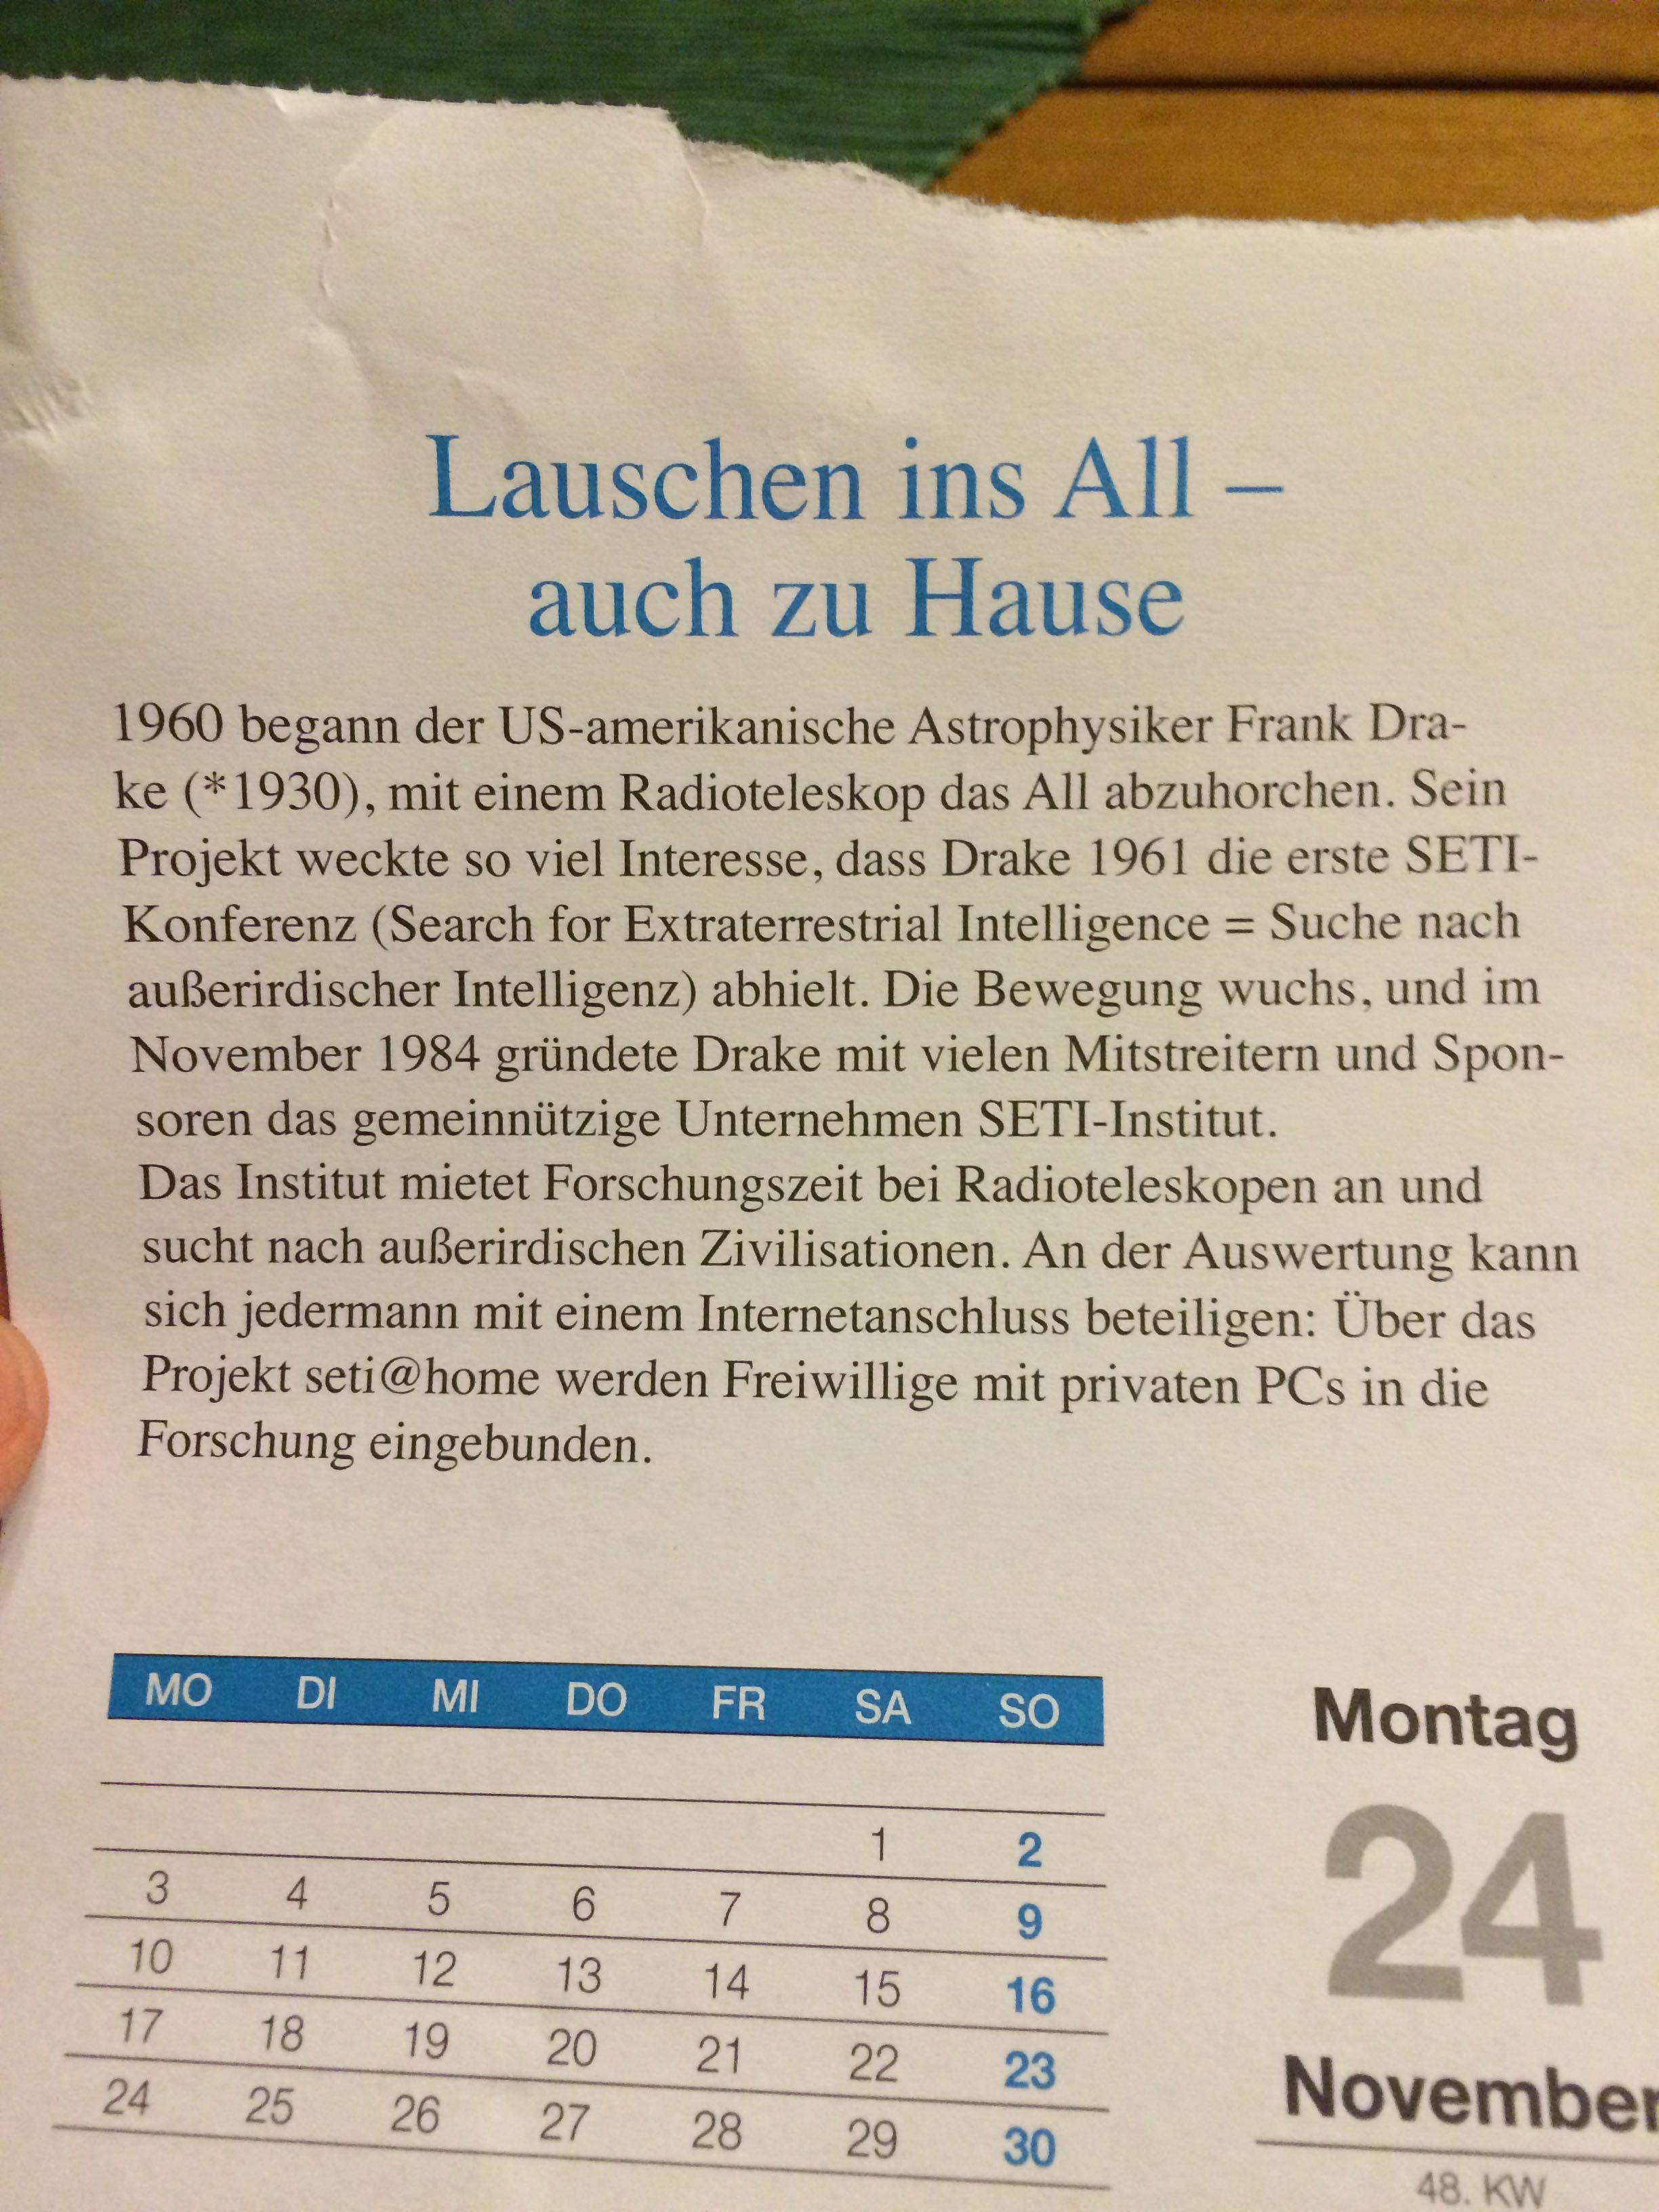 Lauschen ins All –
auch zu Hause
1960 begann der US-amerikanische Astrophysiker Frank Dra-
ke (*1930), mit einem Radioteleskop das All abzuhorchen. Sein
Projekt weckte so viel Interesse, dass Drake 1961 die erste SETI-
Konferenz (Search for Extraterrestrial Intelligence = Suche nach
außerirdischer Intelligenz) abhielt. Die Bewegung wuchs, und im
November 1984 gründete Drake mit vielen Mitstreitern und Spon-
soren das gemeinnützige Unternehmen SETI-Institut.
Das Institut mietet Forschungszeit bei Radioteleskopen an und
sucht nach außerirdischen Zivilisationen. An der Auswertung kann
sich jedermann mit einem Internetanschluss beteiligen: Über das
Projekt seti@home werden Freiwillige mit privaten PCs in die
Forschung eingebunden.
MO DI MI DO FR SA SO
1 2
3 4 5 6 7 8 9
10 11 12 13 14 15 16
17 18 19 20 21 22 23
24 25 26 27 28 29 30
Montag
24
November
48. KW